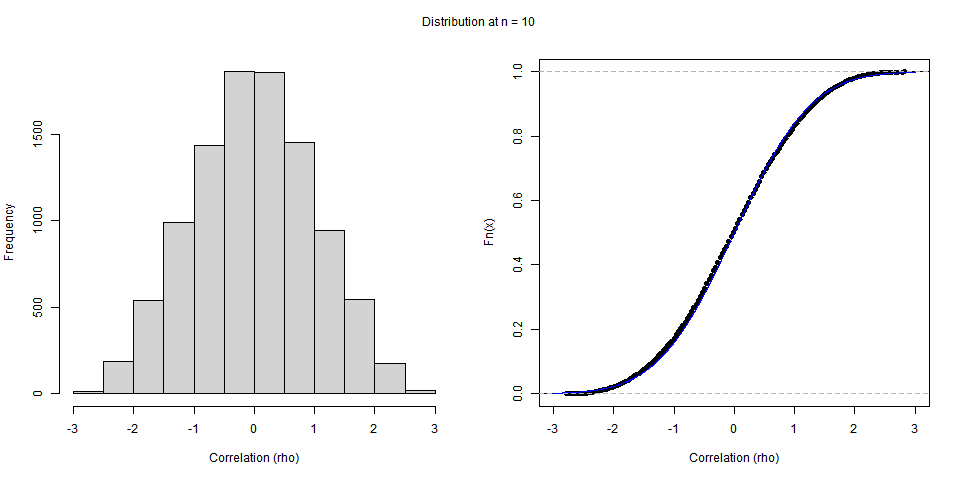 Distribution at n = 10
Frequency
1500
1000
500
0
-3 -2 -1 0 1 2 3
Correlation (rho)
Fn(x)
1.0
0.8
0.6
0.4
0.2
0.0
-3 -2 -1 0 1 2 3
Correlation (rho)